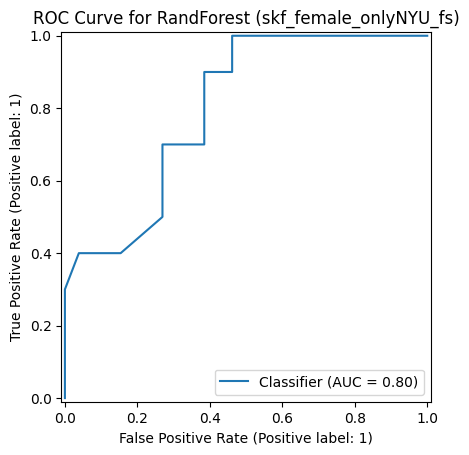 ROC Curve for RandForest (skf_female_onlyNYU_fs)
1.0
0.8
0.6
0.4
0.2
0.0
True Positive Rate (Positive label: 1)
Classifier (AUC = 0.80)
0.0 0.2 0.4 0.6 0.8 1.0
False Positive Rate (Positive label: 1)